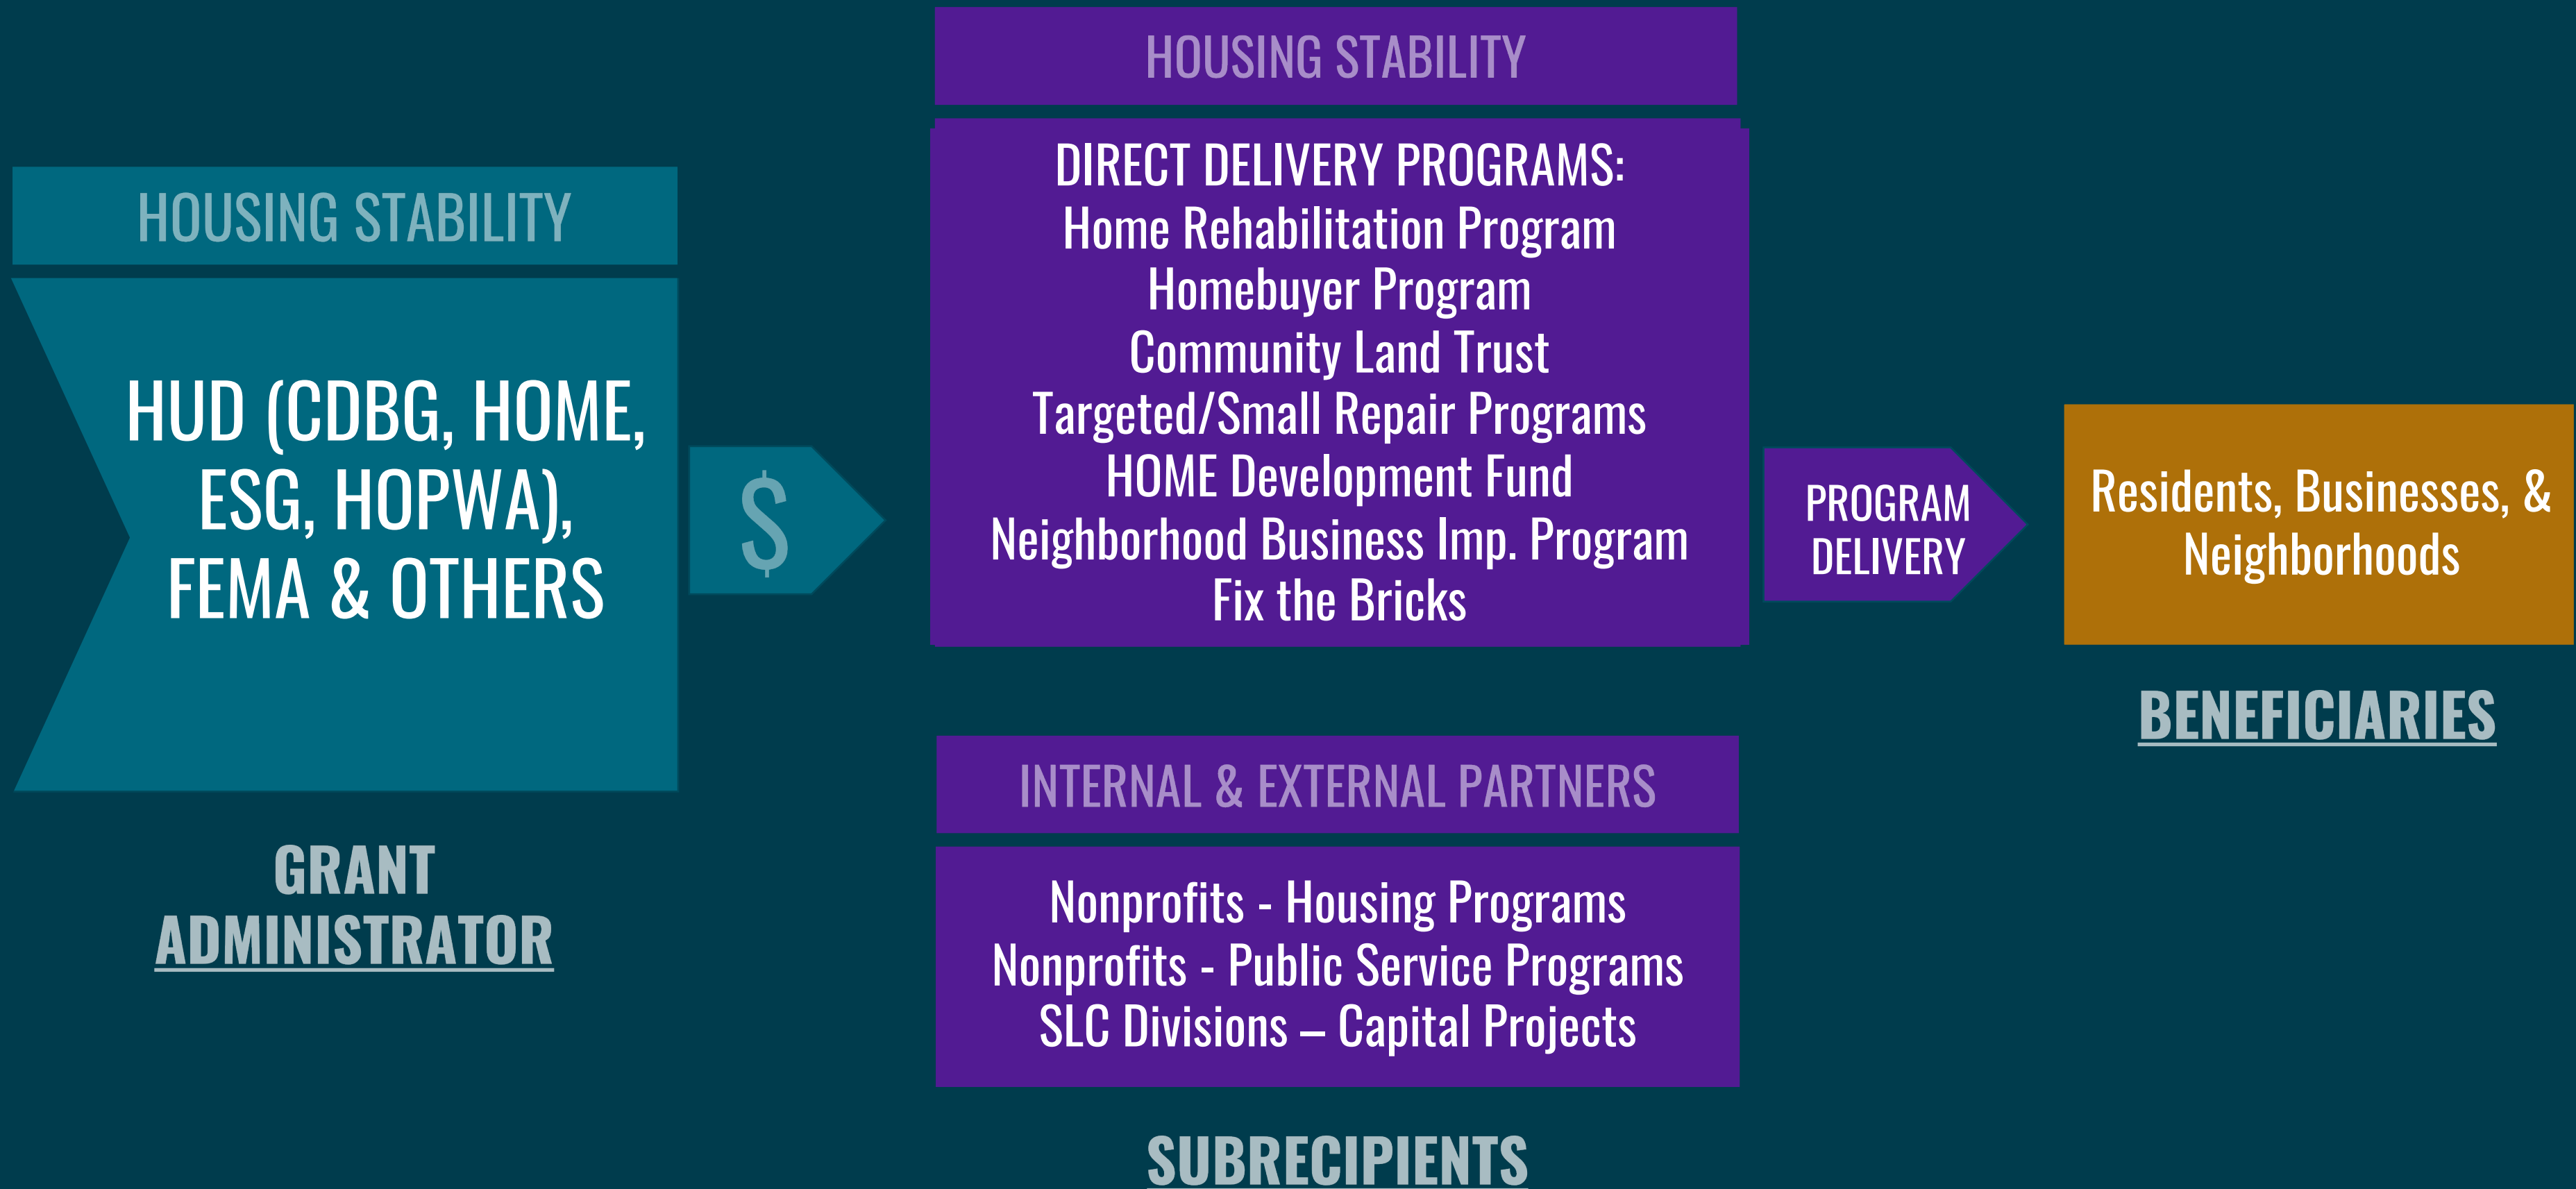 HOUSING STABILITY
HUD (CDBG, HOME,
ESG, HOPWA),
FEMA & OTHERS
GRANT
ADMINISTRATOR
$
HOUSING STABILITY
DIRECT DELIVERY PROGRAMS:
Home Rehabilitation Program
Homebuyer Program
Community Land Trust
Targeted/Small Repair Programs
HOME Development Fund
Neighborhood Business Imp. Program
Fix the Bricks
INTERNAL & EXTERNAL PARTNERS
Nonprofits - Housing Programs
Nonprofits - Public Service Programs
SLC Divisions – Capital Projects
SUBRECIPIENTS
PROGRAM
DELIVERY
Residents, Businesses, &
Neighborhoods
BENEFICIARIES